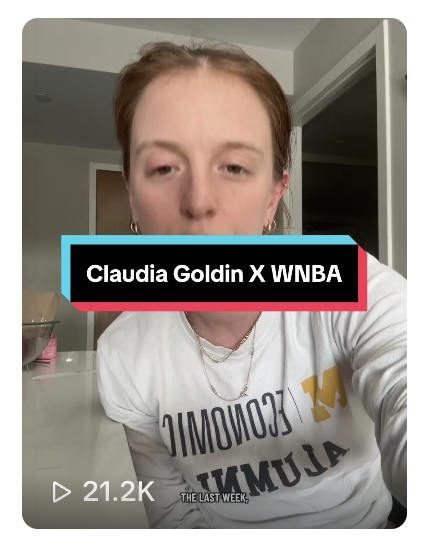 Claudia Goldin X WNBA
M | ECONOMIC
ALUMNI
21.2K
THE LAST WEEK,